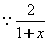 ∵ 2/(1+x)